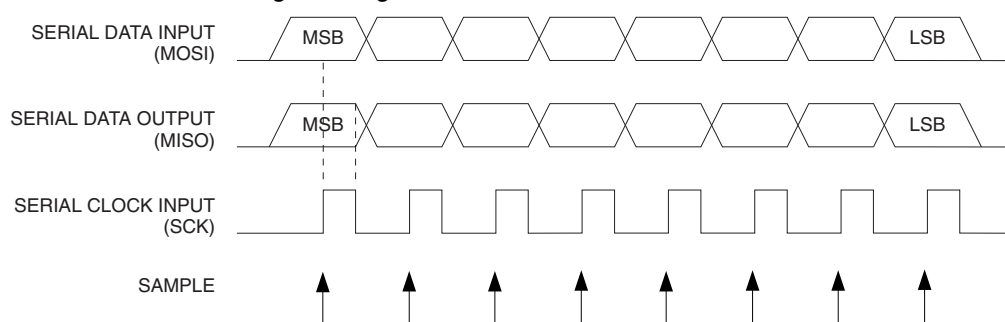 SERIAL DATA INPUT
(MOSI)
MSB
LSB
SERIAL DATA OUTPUT
(MISO)
MSB
LSB
SERIAL CLOCK INPUT
(SCK)
SAMPLE